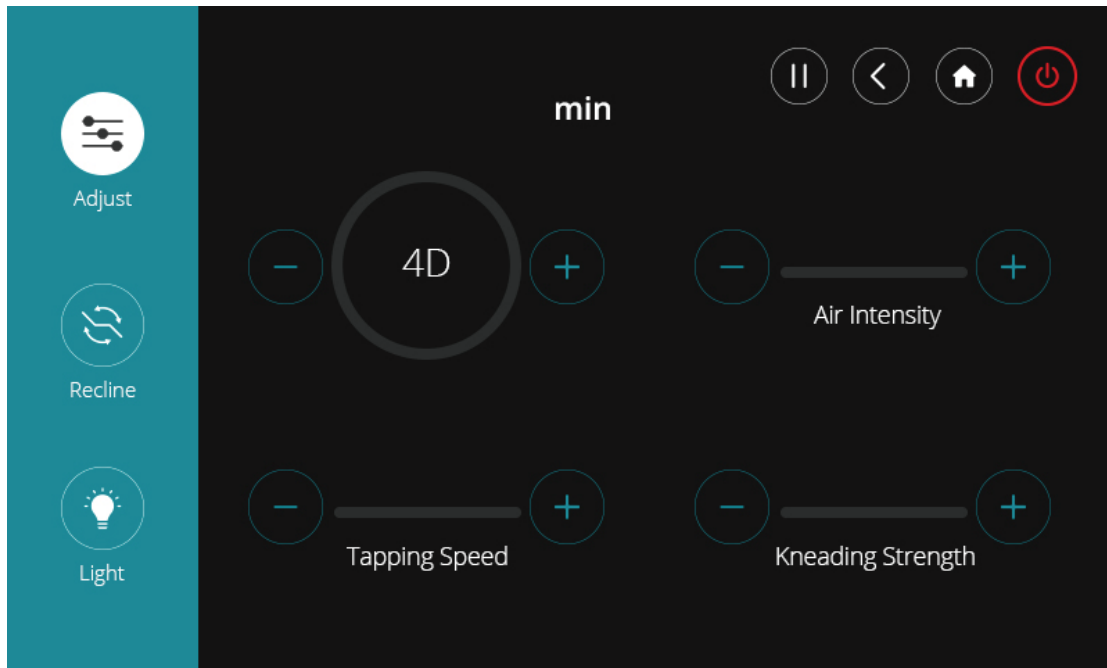 min
Adjust
4D
Air Intensity
Recline
Tapping Speed
Kneading Strength
Light